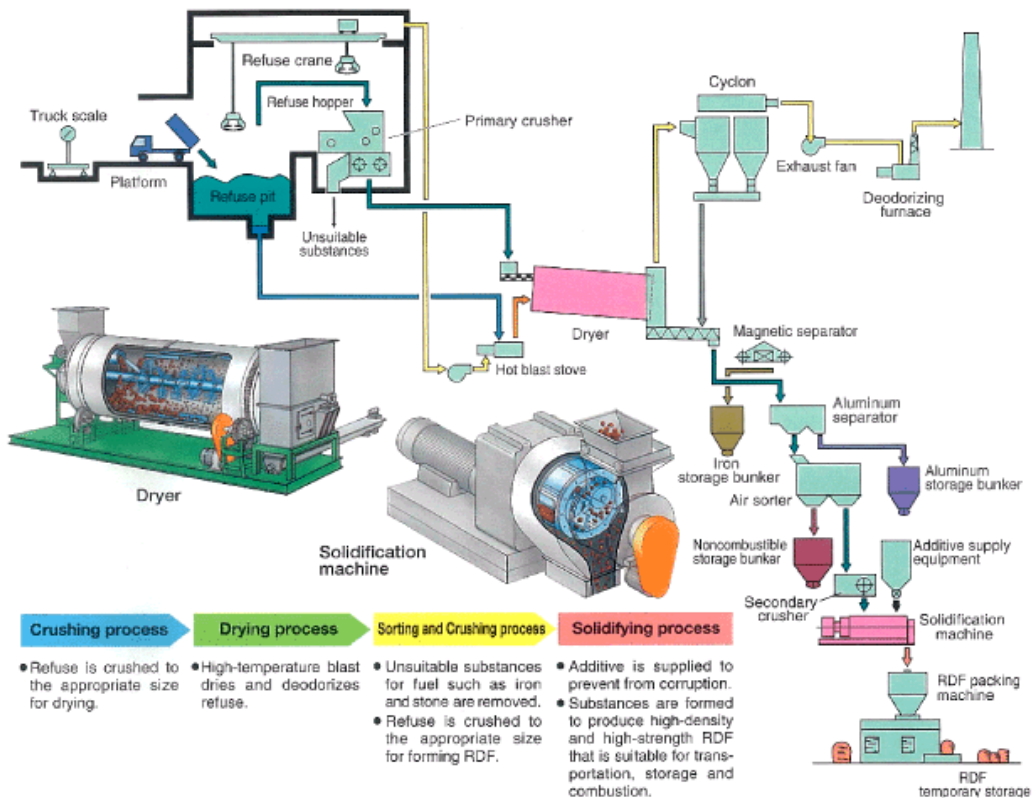 Refuse crane
Refuse hopper
Truck scale
Primary crusher
Platform
Refuse pit
Unsuitable
substances
Cyclon
Exhaust fan
Deodorizing
furnace
Dryer
Hot blast stove
Magnetic separator
Aluminum
separator
Iron
storage bunker
Aluminum
storage bunker
Air sorter
Noncombustible
storage bunker
Additive supply
equipment
Secondary
crusher
Solidification
machine
RDF packing
machine
RDF
temporary storage
Dryer
Solidification
machine
Crushing process
• Refuse is crushed to
the appropriate size
for drying.
Drying process
• High-temperature blast
dries and deodorizes
refuse.
Sorting and Crushing process
• Unsuitable substances
for fuel such as iron
and stone are removed.
• Refuse is crushed to
the appropriate size
for forming RDF.
Solidifying process
• Additive is supplied to
prevent from corruption.
• Substances are formed
to produce high-density
and high-strength RDF
that is suitable for trans-
portation, storage and
combustion.